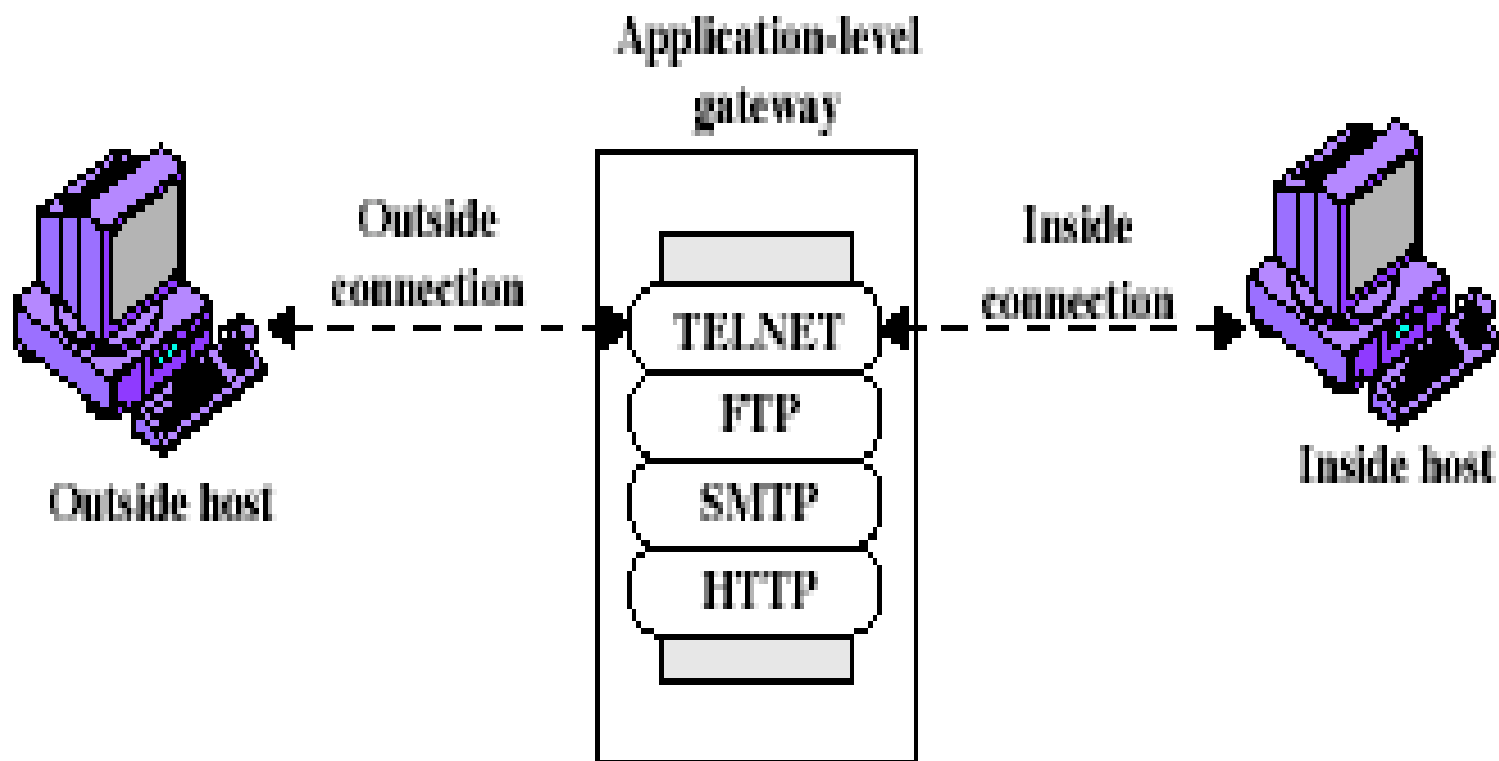 Application-level
gateway
Outside
connection
Inside
connection
TELNET
FTP
SMTP
HTTP
Outside host
Inside host